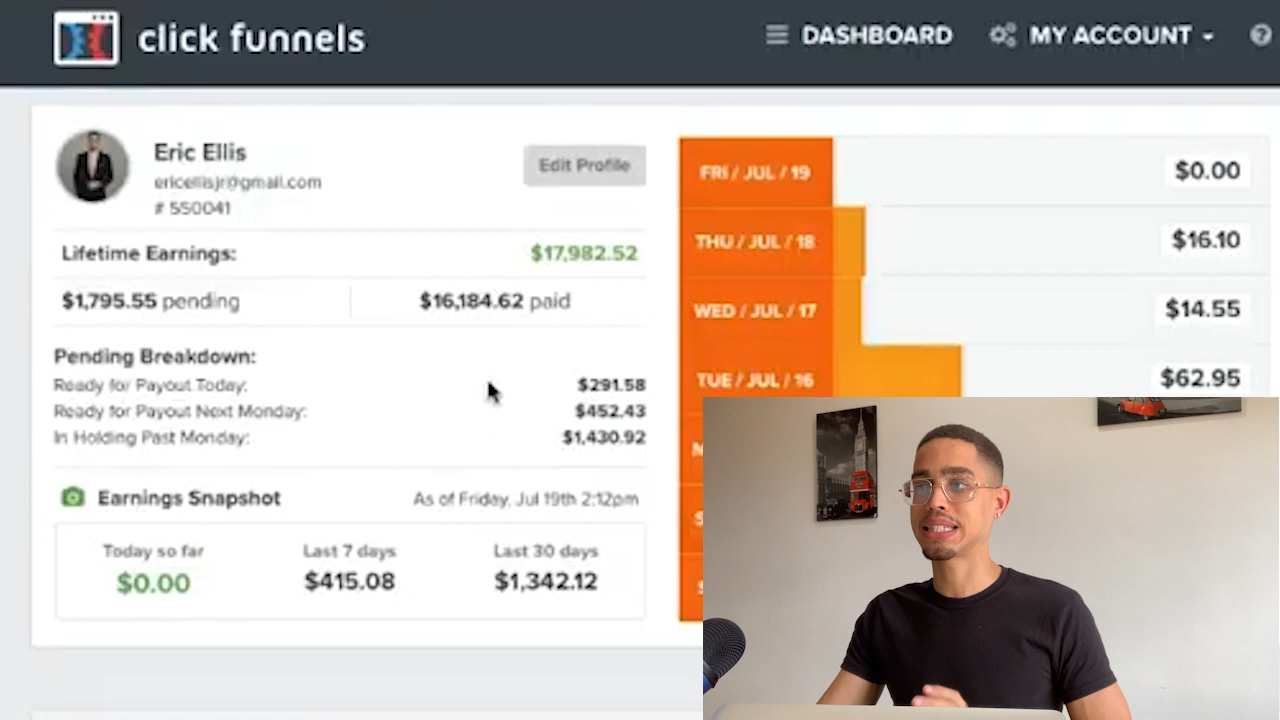 click funnels
DASHBOARD
MY ACCOUNT
Eric Ellis
ericellisjr@gmail.com
# 550041
Edit Profile
Lifetime Earnings: $17,982.52
$1,795.55 pending $16,184.62 paid
Pending Breakdown:
Ready for Payout Today: $291.58
Ready for Payout Next Monday: $452.43
In Holding Past Monday: $1,430.92
Earnings Snapshot As of Friday, Jul 19th 2:12pm
Today so far Last 7 days Last 30 days
$0.00 $415.08 $1,342.12
FRI / JUL / 19 $0.00
THU / JUL / 18 $16.10
WED / JUL / 17 $14.55
TUE / JUL / 16 $62.95